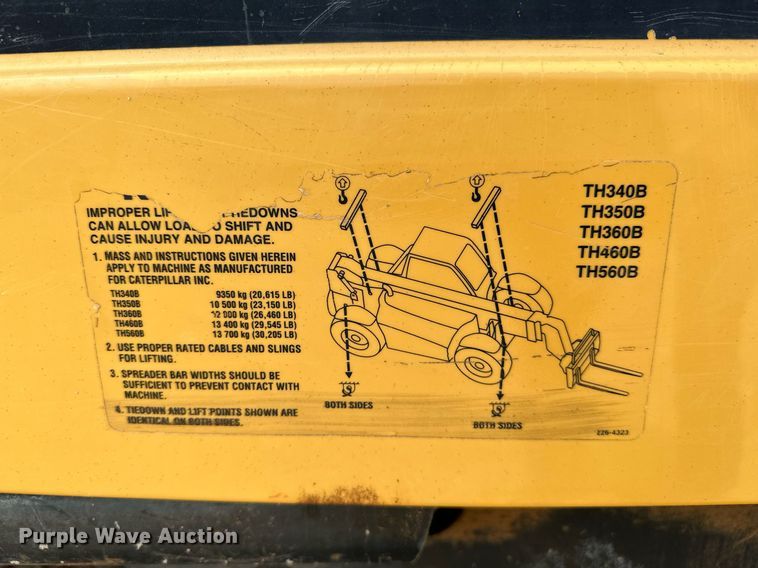 IMPROPER LIF HEDOWNS
CAN ALLOW LOAD TO SHIFT AND
CAUSE INJURY AND DAMAGE.
1. MASS AND INSTRUCTIONS GIVEN HEREIN
APPLY TO MACHINE AS MANUFACTURED
FOR CATERPILLAR INC.
TH340B 9350 kg (20,615 LB)
TH350B 10 500 kg (23,150 LB)
TH360B 12 000 kg (26,460 LB)
TH460B 13 400 kg (29,545 LB)
TH560B 13 700 kg (30,205 LB)
2. USE PROPER RATED CABLES AND SLINGS
FOR LIFTING.
3. SPREADER BAR WIDTHS SHOULD BE
SUFFICIENT TO PREVENT CONTACT WITH
MACHINE.
4. TIEDOWN AND LIFT POINTS SHOWN ARE
IDENTICAL ON BOTH SIDES.
BOTH SIDES
BOTH SIDES
TH340B
TH350B
TH360B
TH460B
TH560B
226-4323
Purple Wave Auction